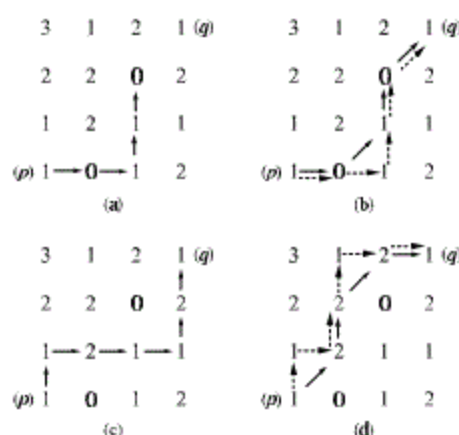 3 1 2 1 (q)
2 2 0 2
1 2 1 1
(p) 1 0 1 2
(a)
3 1 2 1 (q)
2 2 0 2
1 2 1 1
(p) 1 0 1 2
(b)
3 1 2 1 (q)
2 2 0 2
1 2 1 1
(p) 1 0 1 2
(c)
3 1 2 1 (q)
2 2 0 2
1 2 1 1
(p) 1 0 1 2
(d)